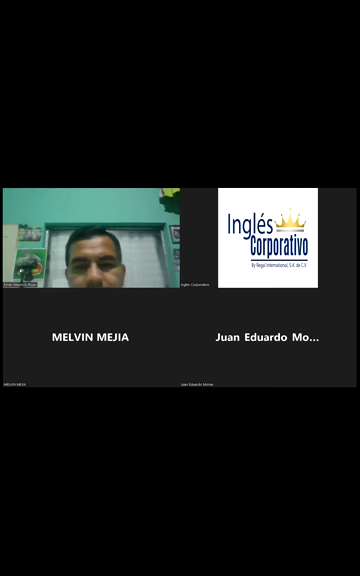 Inglés
Corporativo
By Regal International, S.A. de C.V.
Inglés Corporativo
MELVIN MEJIA
Juan Eduardo Mo...
MELVIN MEJIA
Juan Eduardo Moran